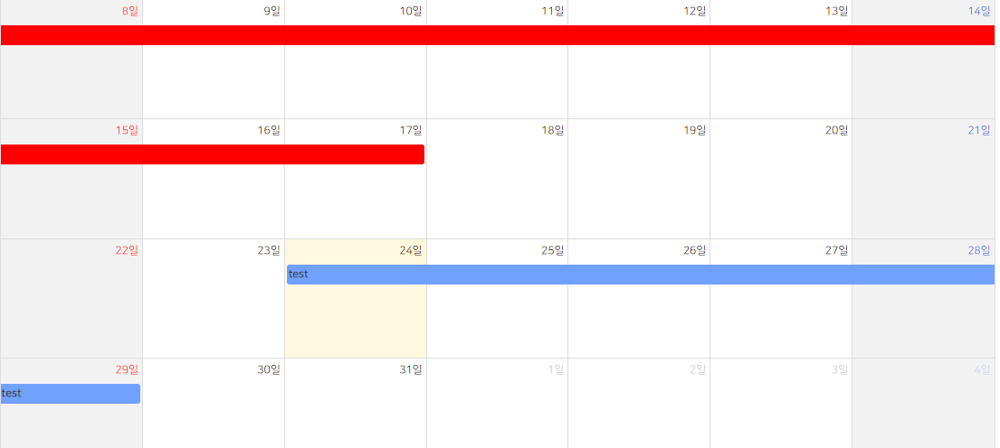 8일 9일 10일 11일 12일 13일 14일
15일 16일 17일 18일 19일 20일 21일
22일 23일 24일 25일 26일 27일 28일
test
29일 30일 31일 1일 2일 3일 4일
test